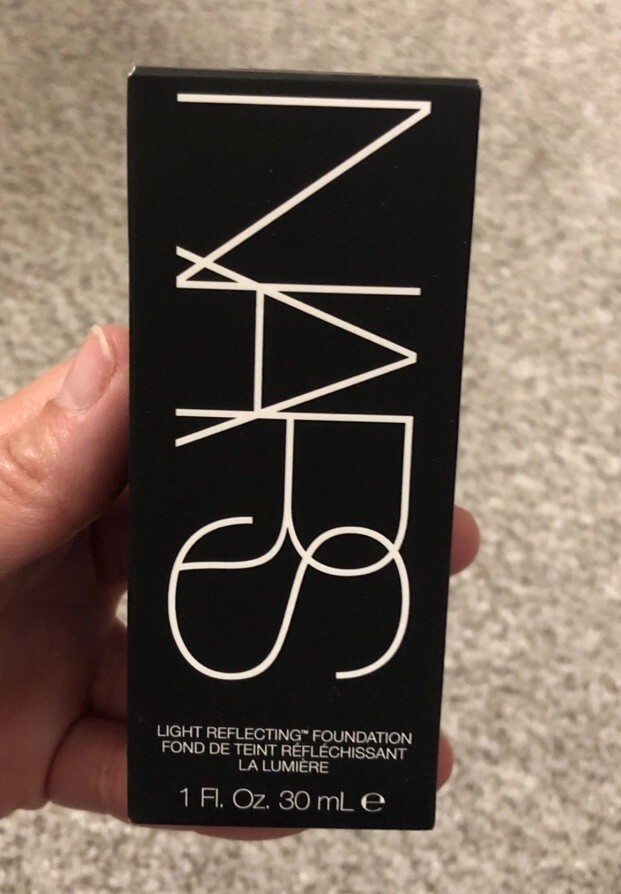 NARS
LIGHT REFLECTING™ FOUNDATION
FOND DE TEINT RÉFLÉCHISSANT
LA LUMIÈRE
1 Fl. Oz. 30 mL ℮